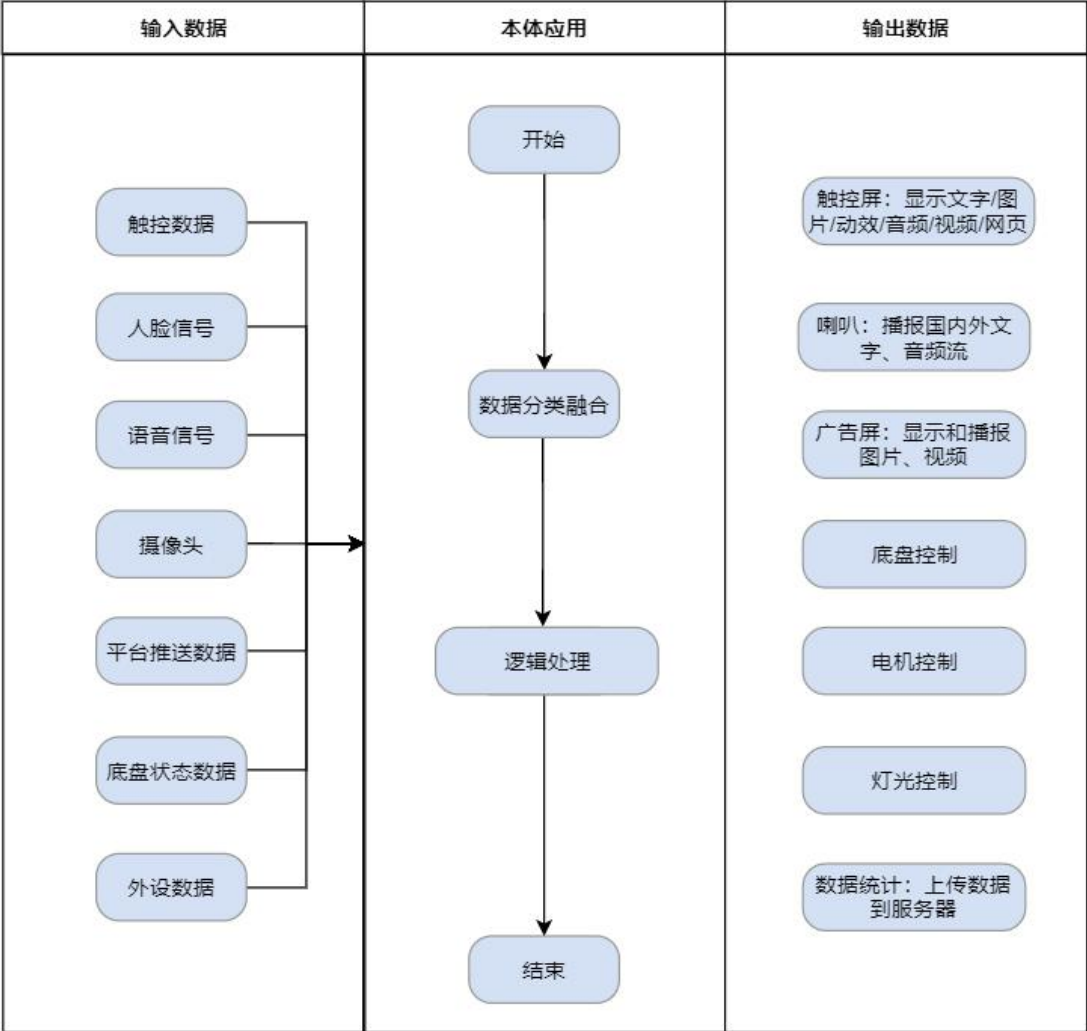 输入数据
本体应用
输出数据
触控数据
人脸信号
语音信号
摄像头
平台推送数据
底盘状态数据
外设数据
开始
数据分类融合
逻辑处理
结束
触控屏：显示文字/图
片/动效/音频/视频/网页
喇叭：播报国内外文
字、音频流
广告屏：显示和播报
图片、视频
底盘控制
电机控制
灯光控制
数据统计：上传数据
到服务器